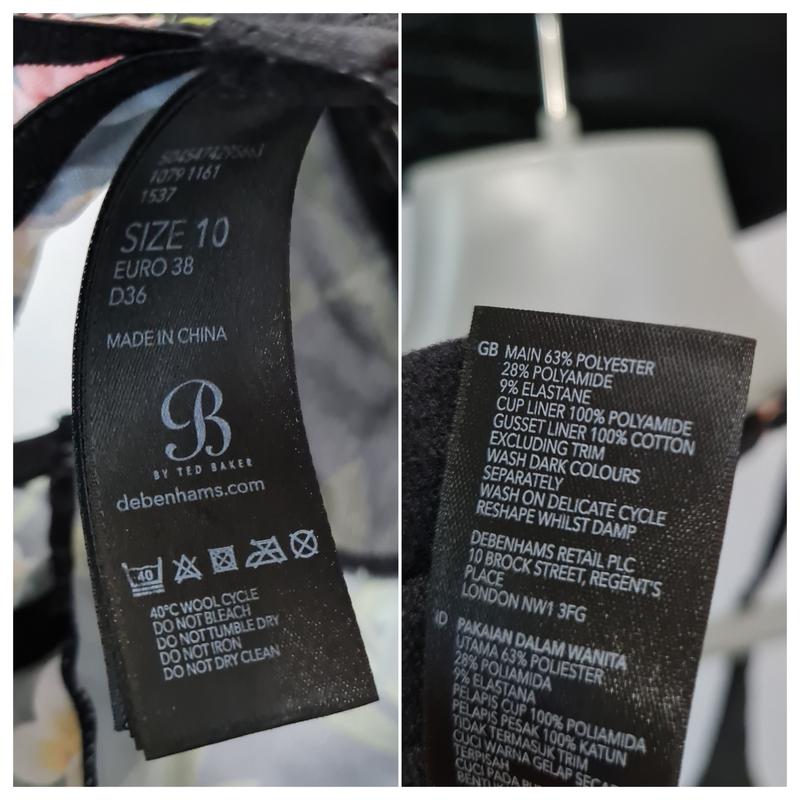 5045474295663
1079 1161
1537
SIZE 10
EURO 38
D36
MADE IN CHINA
B
BY TED BAKER
debenhams.com
40
40°C WOOL CYCLE
DO NOT BLEACH
DO NOT TUMBLE DRY
DO NOT IRON
DO NOT DRY CLEAN
GB MAIN 63% POLYESTER
28% POLYAMIDE
9% ELASTANE
CUP LINER 100% POLYAMIDE
GUSSET LINER 100% COTTON
EXCLUDING TRIM
WASH DARK COLOURS
SEPARATELY
WASH ON DELICATE CYCLE
RESHAPE WHILST DAMP
DEBENHAMS RETAIL PLC
10 BROCK STREET, REGENT'S
PLACE
LONDON NW1 3FG
ID PAKAIAN DALAM WANITA
UTAMA 63% POLIESTER
28% POLIAMIDA
9% ELASTANA
PELAPIS CUP 100% POLIAMIDA
PELAPIS PESAK 100% KATUN
TIDAK TERMASUK TRIM
CUCI WARNA GELAP SECAR
TERPISAH
CUCI PADA